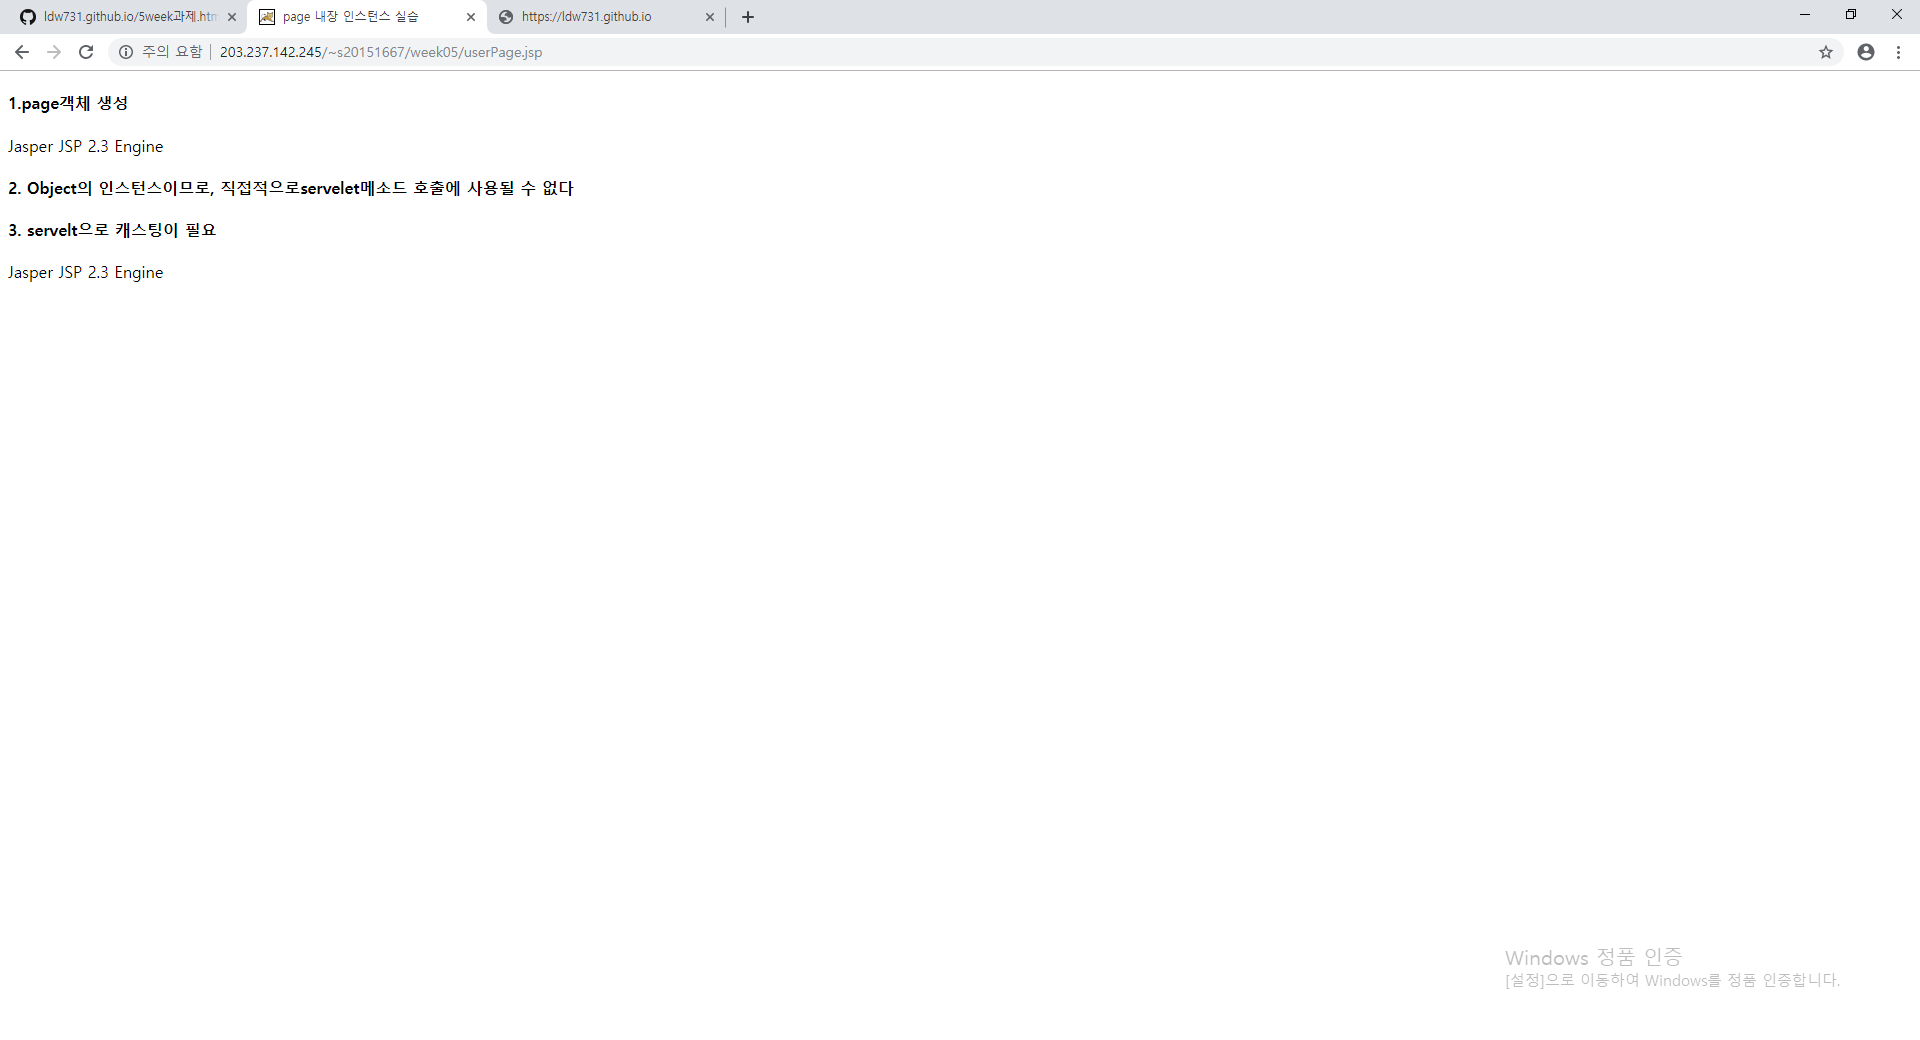 ldw731.github.io/5week과제.htm
page 내장 인스턴스 실습
https://ldw731.github.io
주의 요함 203.237.142.245/~s20151667/week05/userPage.jsp
1.page객체 생성
Jasper JSP 2.3 Engine
2. Object의 인스턴스이므로, 직접적으로servelet메소드 호출에 사용될 수 없다
3. servelt으로 캐스팅이 필요
Jasper JSP 2.3 Engine
Windows 정품 인증
[설정]으로 이동하여 Windows를 정품 인증합니다.